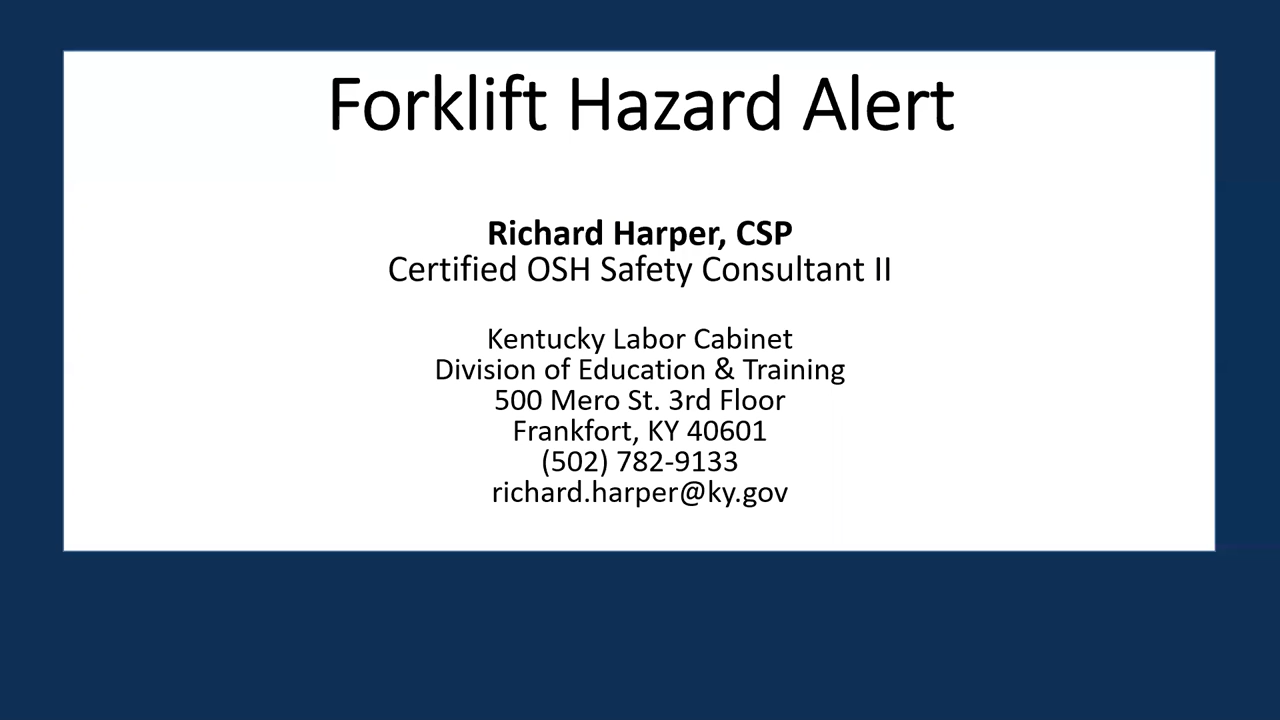 Forklift Hazard Alert
Richard Harper, CSP
Certified OSH Safety Consultant II
Kentucky Labor Cabinet
Division of Education & Training
500 Mero St. 3rd Floor
Frankfort, KY 40601
(502) 782-9133
richard.harper@ky.gov